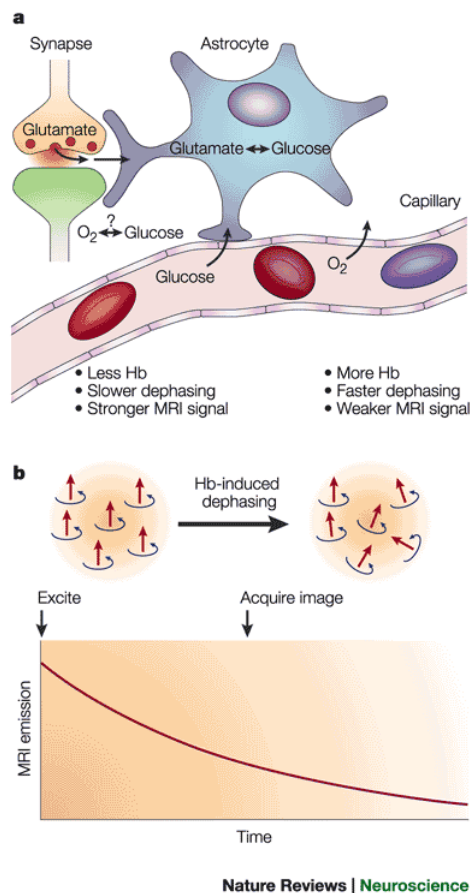 a
Synapse
Astrocyte
Glutamate
Glutamate ↔ Glucose
Capillary
?
O2 ↔ Glucose
Glucose
O2
• Less Hb
• Slower dephasing
• Stronger MRI signal
• More Hb
• Faster dephasing
• Weaker MRI signal
b
Hb-induced
dephasing
Excite
Acquire image
MRI emission
Time
Nature Reviews | Neuroscience